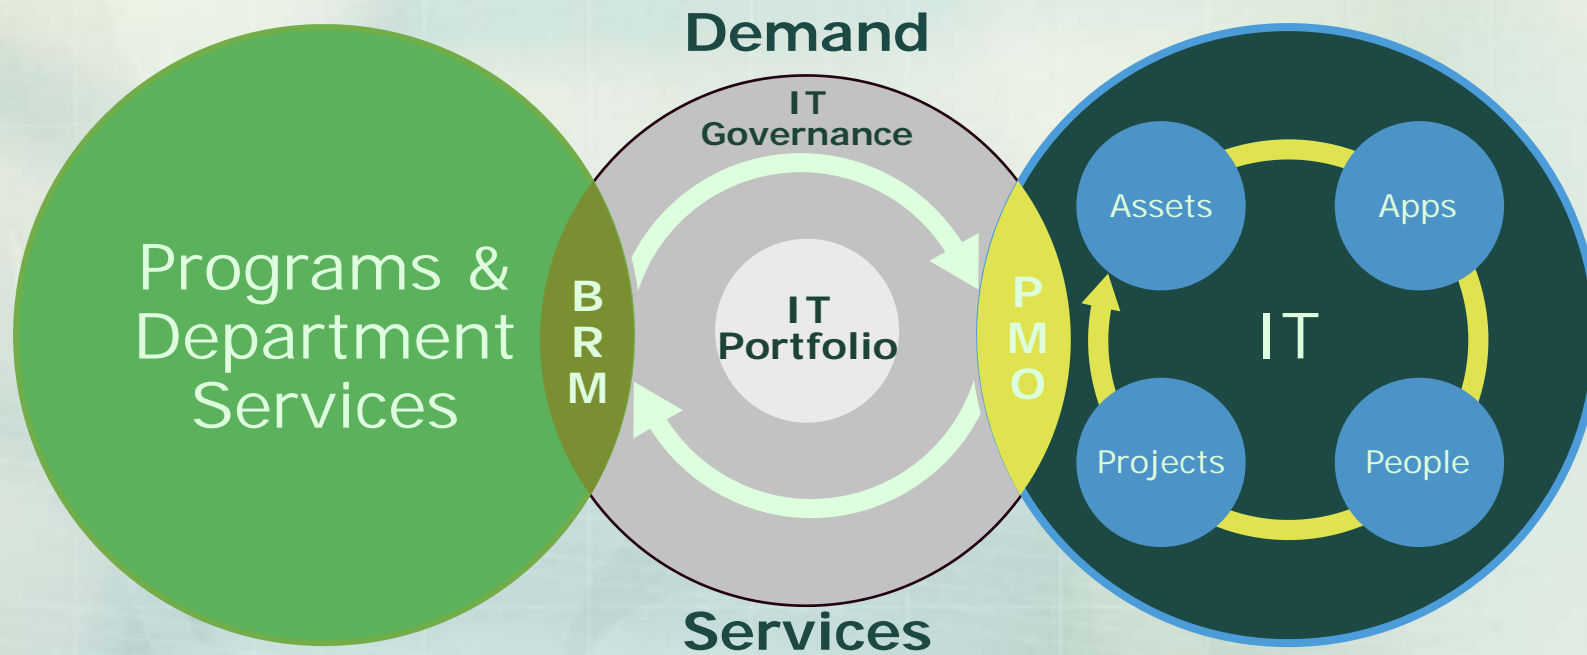 Demand
IT
Governance
Programs &
Department
Services
B
R
M
IT
Portfolio
P
M
O
Assets
Apps
IT
Projects
People
Services